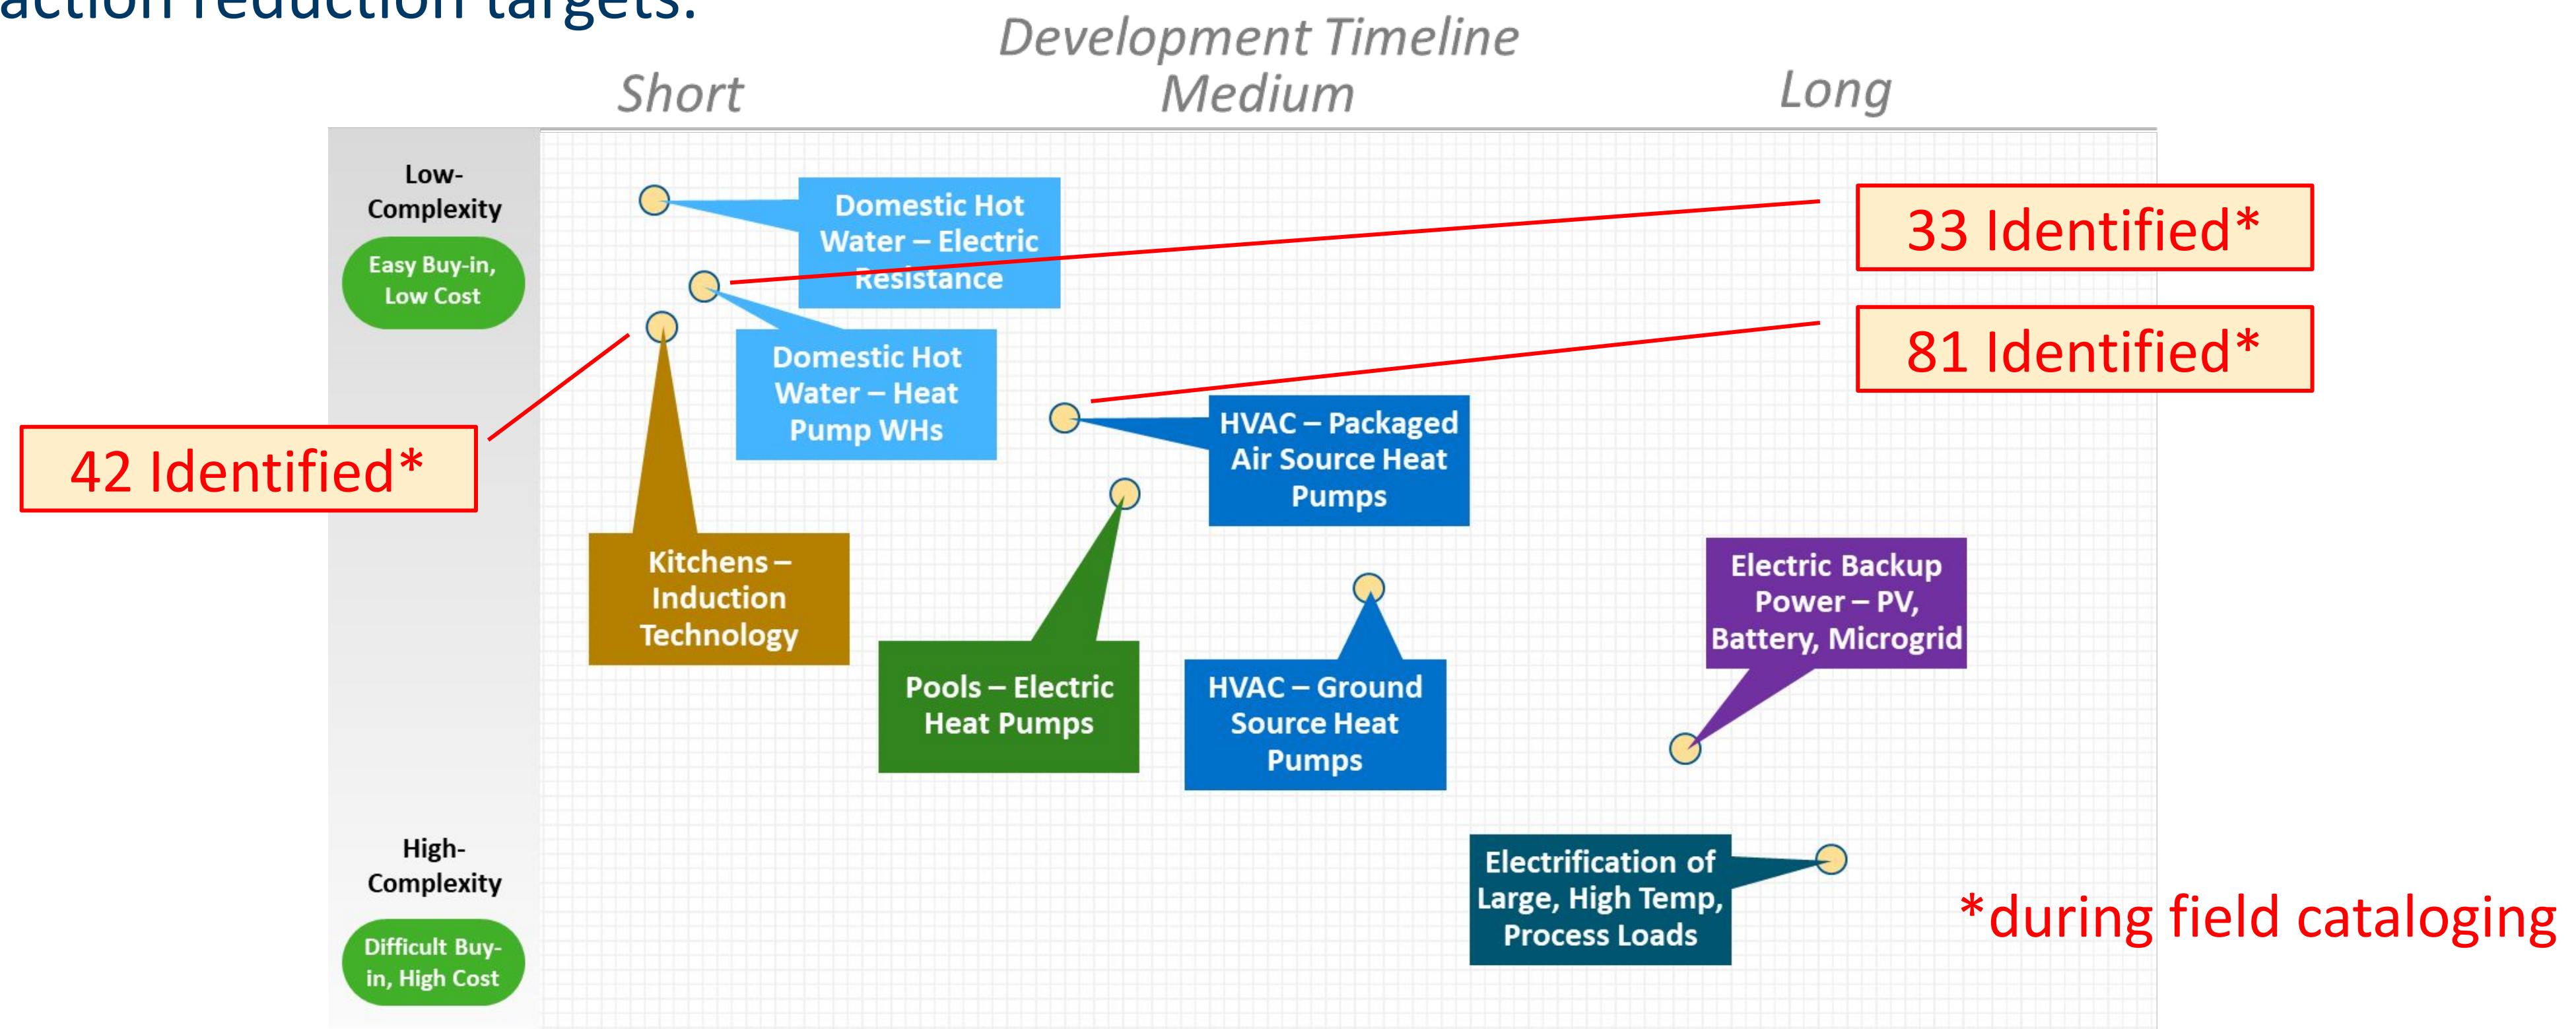 action reduction targets.
Development Timeline
Short
Medium
Long
Low-
Complexity
Easy Buy-in,
Low Cost
Domestic Hot
Water – Electric
Resistance
33 Identified*
Domestic Hot
Water – Heat
Pump WHs
81 Identified*
42 Identified*
HVAC – Packaged
Air Source Heat
Pumps
Kitchens –
Induction
Technology
Electric Backup
Power – PV,
Battery, Microgrid
Pools – Electric
Heat Pumps
HVAC – Ground
Source Heat
Pumps
High-
Complexity
Difficult Buy-
in, High Cost
Electrification of
Large, High Temp,
Process Loads
*during field cataloging